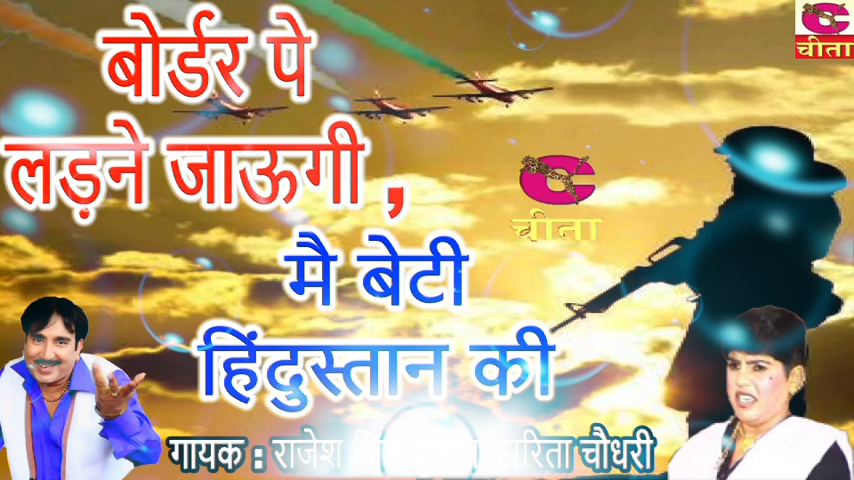 बोर्डर पे
लड़ने जाऊगी ,
मै बेटी
हिंदुस्तान की
गायक : राजेश चौधरी
चीता
चीता